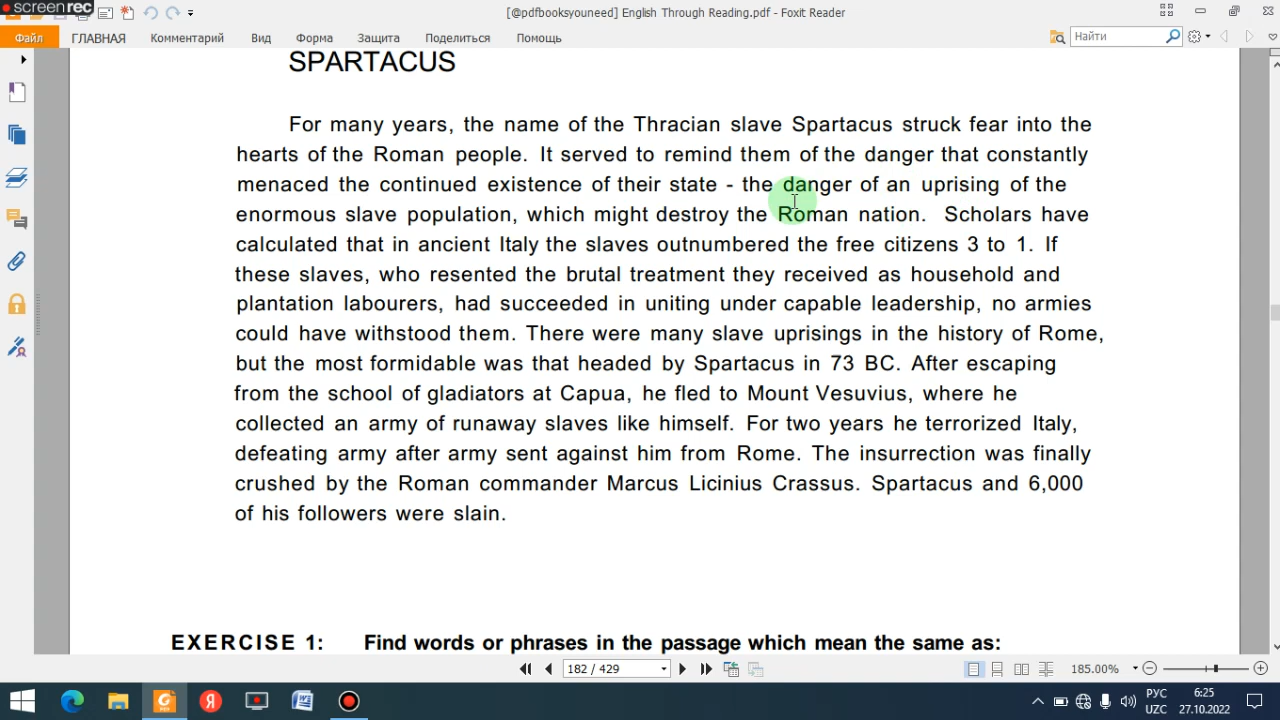 screenrec
[@pdfbooksyouneed] English Through Reading.pdf - Foxit Reader
Файл ГЛАВНАЯ Комментарий Вид Форма Защита Поделиться Помощь Найти
SPARTACUS
For many years, the name of the Thracian slave Spartacus struck fear into the
hearts of the Roman people. It served to remind them of the danger that constantly
menaced the continued existence of their state - the danger of an uprising of the
enormous slave population, which might destroy the Roman nation. Scholars have
calculated that in ancient Italy the slaves outnumbered the free citizens 3 to 1. If
these slaves, who resented the brutal treatment they received as household and
plantation labourers, had succeeded in uniting under capable leadership, no armies
could have withstood them. There were many slave uprisings in the history of Rome,
but the most formidable was that headed by Spartacus in 73 BC. After escaping
from the school of gladiators at Capua, he fled to Mount Vesuvius, where he
collected an army of runaway slaves like himself. For two years he terrorized Italy,
defeating army after army sent against him from Rome. The insurrection was finally
crushed by the Roman commander Marcus Licinius Crassus. Spartacus and 6,000
of his followers were slain.
EXERCISE 1: Find words or phrases in the passage which mean the same as:
182 / 429 185.00%
РУС 6:25
UZC 27.10.2022